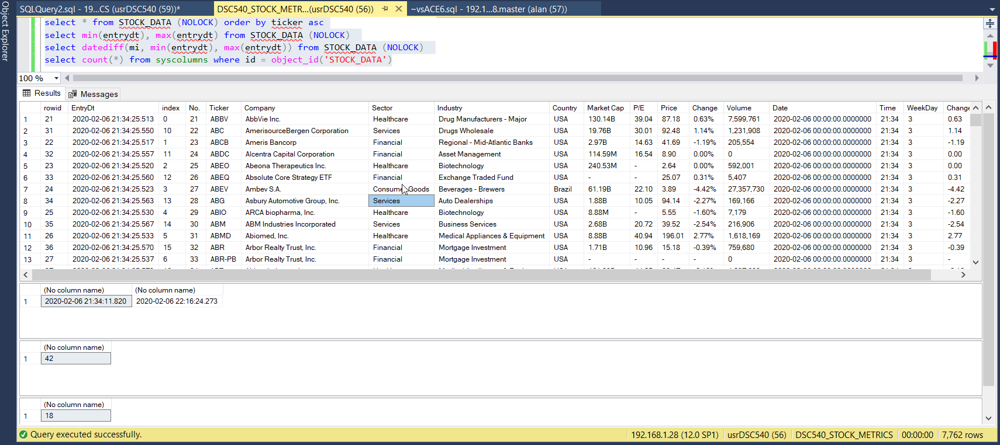 Object Explorer
SQLQuery2.sql - 19...CS (usrDSC540 (59))* DSC540_STOCK_METR...(usrDSC540 (56)) ~vsACE6.sql - 192.1...8.master (alan (57))
select * from STOCK_DATA (NOLOCK) order by ticker asc
select min(entrydt), max(entrydt) from STOCK_DATA (NOLOCK)
select datediff(mi, min(entrydt), max(entrydt)) from STOCK_DATA (NOLOCK)
select count(*) from syscolumns where id = object_id('STOCK_DATA')
100 %
Results Messages
rowid EntryDt index No. Ticker Company Sector Industry Country Market Cap P/E Price Change Volume Date Time WeekDay Change
1 21 2020-02-06 21:34:25.513 0 21 ABBV AbbVie Inc. Healthcare Drug Manufacturers - Major USA 130.14B 39.04 87.18 0.63% 7,599,761 2020-02-06 00:00:00.0000000 21:34 3 0.63
2 31 2020-02-06 21:34:25.550 10 22 ABC AmerisourceBergen Corporation Services Drugs Wholesale USA 19.76B 30.01 92.48 1.14% 1,231,908 2020-02-06 00:00:00.0000000 21:34 3 1.14
3 22 2020-02-06 21:34:25.517 1 23 ABCB Ameris Bancorp Financial Regional - Mid-Atlantic Banks USA 2.97B 14.63 41.69 -1.19% 205,554 2020-02-06 00:00:00.0000000 21:34 3 -1.19
4 32 2020-02-06 21:34:25.557 11 24 ABDC Alcentra Capital Corporation Financial Asset Management USA 114.59M 16.54 8.90 0.00% 0 2020-02-06 00:00:00.0000000 21:34 3 0.00
5 23 2020-02-06 21:34:25.520 2 25 ABEO Abeona Therapeutics Inc. Healthcare Biotechnology USA 240.53M - 2.64 0.00% 592,001 2020-02-06 00:00:00.0000000 21:34 3 0.00
6 33 2020-02-06 21:34:25.560 12 26 ABEQ Absolute Core Strategy ETF Financial Exchange Traded Fund USA - - 25.07 0.31% 5,407 2020-02-06 00:00:00.0000000 21:34 3 0.31
7 24 2020-02-06 21:34:25.523 3 27 ABEV Ambev S.A. Consumer Goods Beverages - Brewers Brazil 61.19B 22.10 3.89 -4.42% 27,357,730 2020-02-06 00:00:00.0000000 21:34 3 -4.42
8 34 2020-02-06 21:34:25.563 13 28 ABG Asbury Automotive Group, Inc. Services Auto Dealerships USA 1.88B 10.05 94.14 -2.27% 169,166 2020-02-06 00:00:00.0000000 21:34 3 -2.27
9 25 2020-02-06 21:34:25.530 4 29 ABIO ARCA biopharma, Inc. Healthcare Biotechnology USA 8.88M - 5.55 -1.60% 7,179 2020-02-06 00:00:00.0000000 21:34 3 -1.60
10 35 2020-02-06 21:34:25.567 14 30 ABM ABM Industries Incorporated Services Business Services USA 2.68B 20.72 39.52 -2.54% 216,906 2020-02-06 00:00:00.0000000 21:34 3 -2.54
11 26 2020-02-06 21:34:25.533 5 31 ABMD Abiomed, Inc. Healthcare Medical Appliances & Equipment USA 8.88B 40.94 196.01 2.77% 1,618,169 2020-02-06 00:00:00.0000000 21:34 3 2.77
12 36 2020-02-06 21:34:25.570 15 32 ABR Arbor Realty Trust, Inc. Financial Mortgage Investment USA 1.71B 10.96 15.18 -0.39% 759,680 2020-02-06 00:00:00.0000000 21:34 3 -0.39
13 27 2020-02-06 21:34:25.537 6 33 ABR-PB Arbor Realty Trust, Inc. Financial Mortgage Investment USA - - - - 0 2020-02-06 00:00:00.0000000 21:34 3 -
(No column name) (No column name)
1 2020-02-06 21:34:11.820 2020-02-06 22:16:24.273
(No column name)
1 42
(No column name)
1 18
Query executed successfully. 192.168.1.28 (12.0 SP1) usrDSC540 (56) DSC540_STOCK_METRICS 00:00:00 7,762 rows